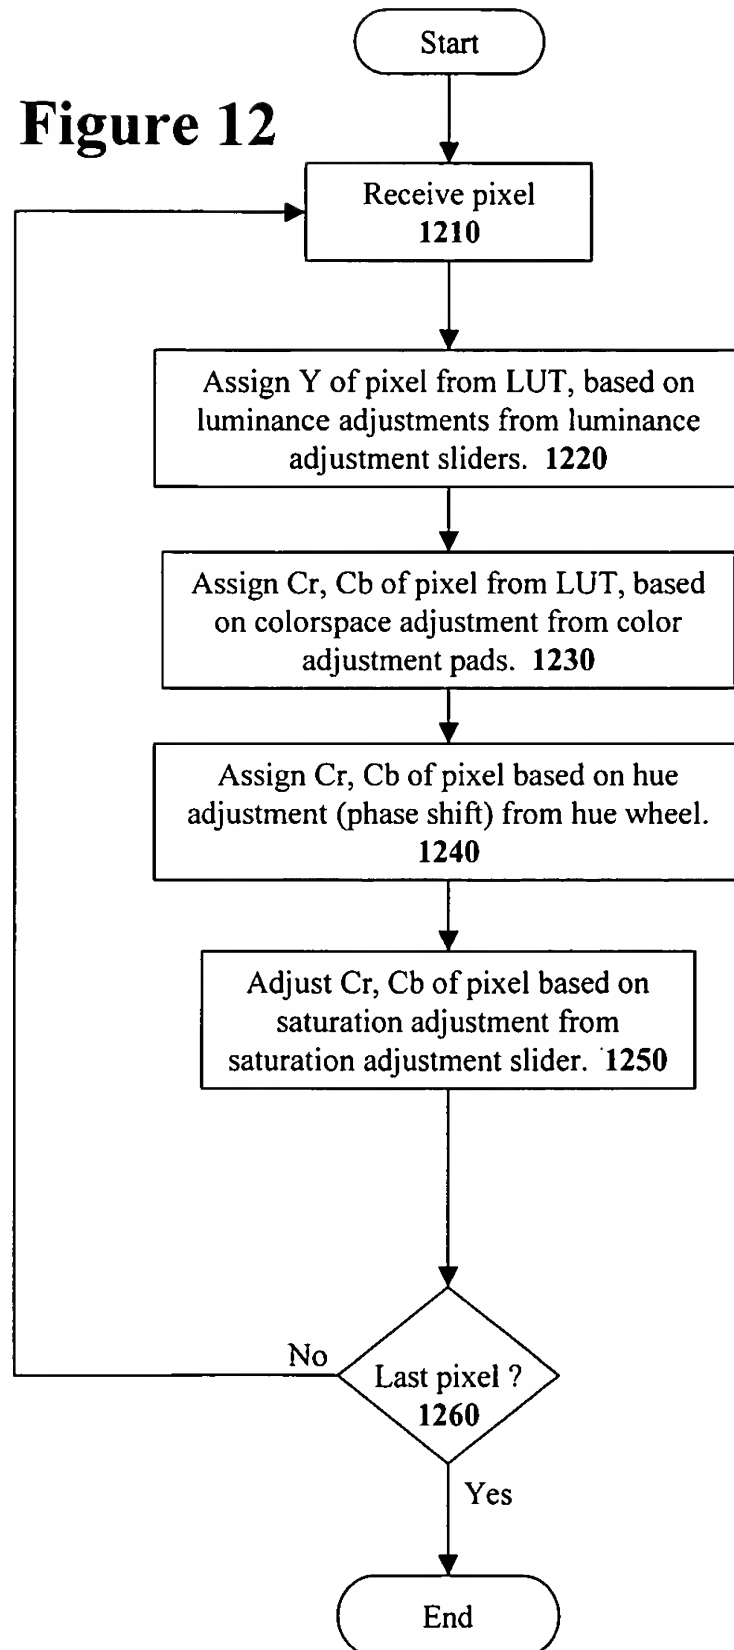 Start
Figure 12
Receive pixel
1210
Assign Y of pixel from LUT, based on
luminance adjustments from luminance
adjustment sliders. 1220
Assign Cr, Cb of pixel from LUT, based
on colorspace adjustment from color
adjustment pads. 1230
Assign Cr, Cb of pixel based on hue
adjustment (phase shift) from hue wheel.
1240
Adjust Cr, Cb of pixel based on
saturation adjustment from
saturation adjustment slider. 1250
No
Last pixel ?
1260
Yes
End